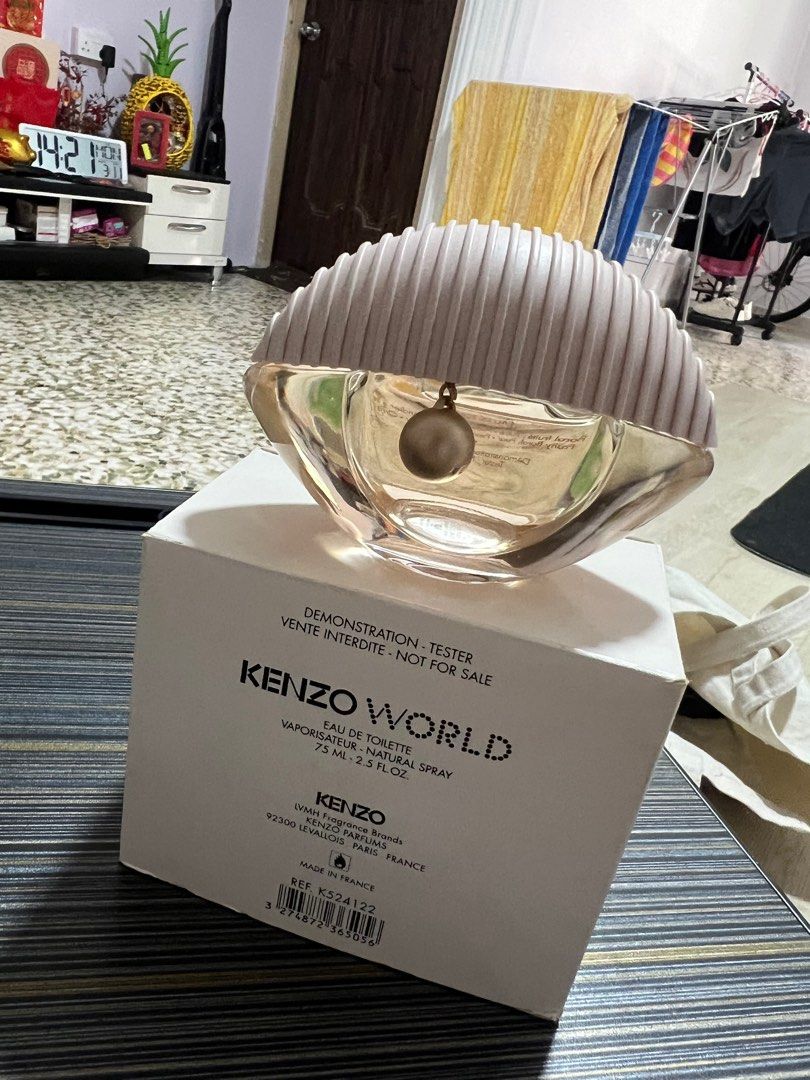 14:21 MON
31
DEMONSTRATION - TESTER
VENTE INTERDITE - NOT FOR SALE
KENZO WORLD
EAU DE TOILETTE
VAPORISATEUR - NATURAL SPRAY
75 ML - 2.5 FL.OZ.
KENZO
LVMH Fragrance Brands
KENZO PARFUMS
92300 LEVALLOIS PARIS FRANCE
MADE IN FRANCE
REF. K524122
3 274872 365056